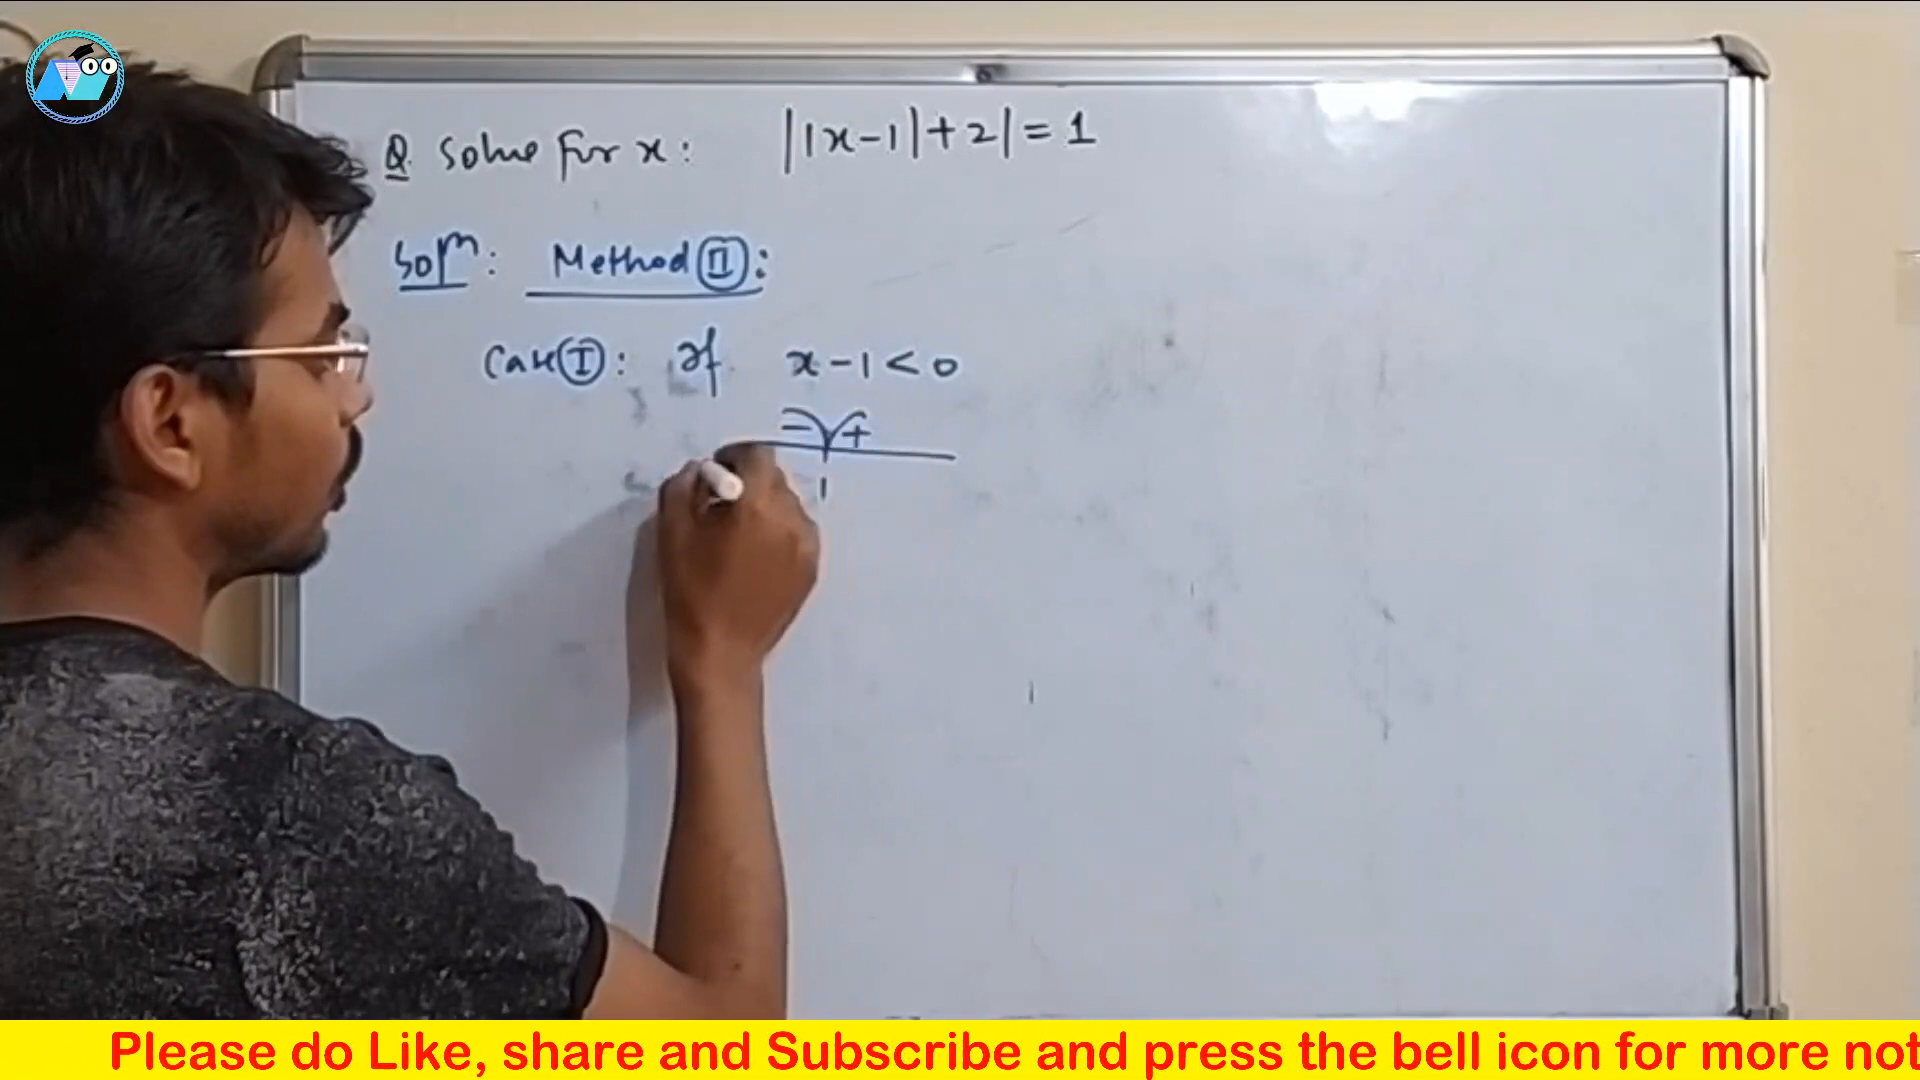 Q. Solve for x: ||x-1|+2| = 1
Solⁿ: Method II:
Case I: If x-1<0
- +
1
Please do Like, share and Subscribe and press the bell icon for more not